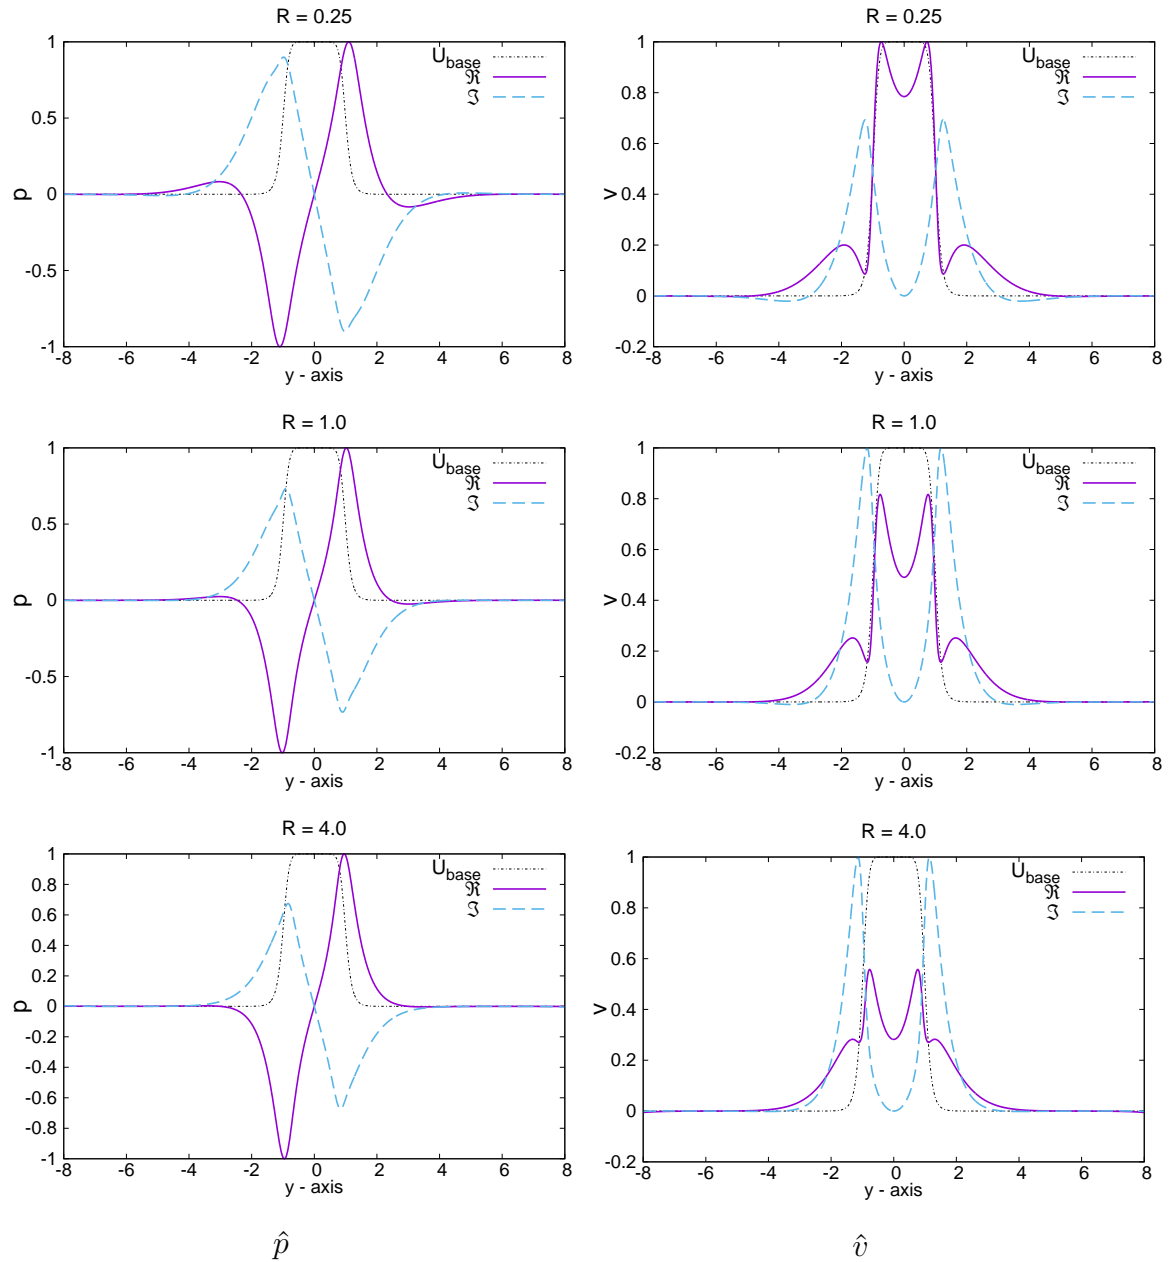 R = 0.25
1
0.5
0
-0.5
-1
p
-8 -6 -4 -2 0 2 4 6 8
y - axis
U_base
ℜ
ℑ
R = 0.25
1
0.8
0.6
0.4
0.2
0
-0.2
v
-8 -6 -4 -2 0 2 4 6 8
y - axis
U_base
ℜ
ℑ
R = 1.0
1
0.5
0
-0.5
-1
p
-8 -6 -4 -2 0 2 4 6 8
y - axis
U_base
ℜ
ℑ
R = 1.0
1
0.8
0.6
0.4
0.2
0
-0.2
v
-8 -6 -4 -2 0 2 4 6 8
y - axis
U_base
ℜ
ℑ
R = 4.0
1
0.8
0.6
0.4
0.2
0
-0.2
-0.4
-0.6
-0.8
-1
p
-8 -6 -4 -2 0 2 4 6 8
y - axis
U_base
ℜ
ℑ
R = 4.0
1
0.8
0.6
0.4
0.2
0
-0.2
v
-8 -6 -4 -2 0 2 4 6 8
y - axis
U_base
ℜ
ℑ
p̂
v̂